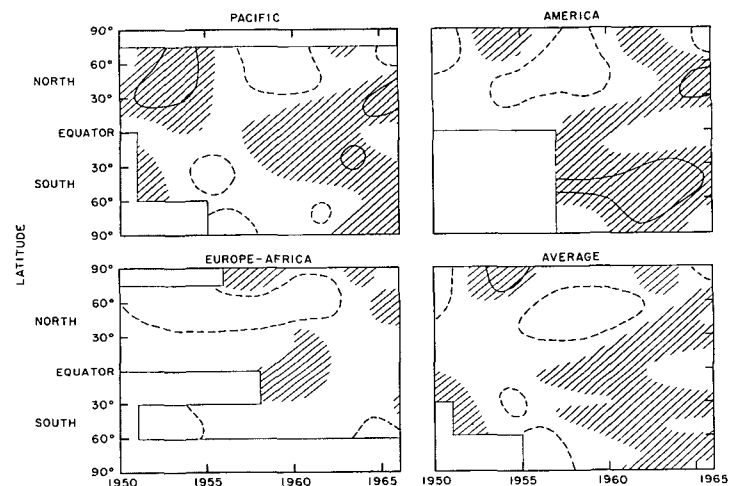 PACIFIC
AMERICA
90°
60°
NORTH
30°
EQUATOR
30°
SOUTH
60°
90°
LATITUDE
EUROPE-AFRICA
AVERAGE
90°
60°
NORTH
30°
EQUATOR
30°
SOUTH
60°
90°
1950
1955
1960
1965
1950
1955
1960
1965